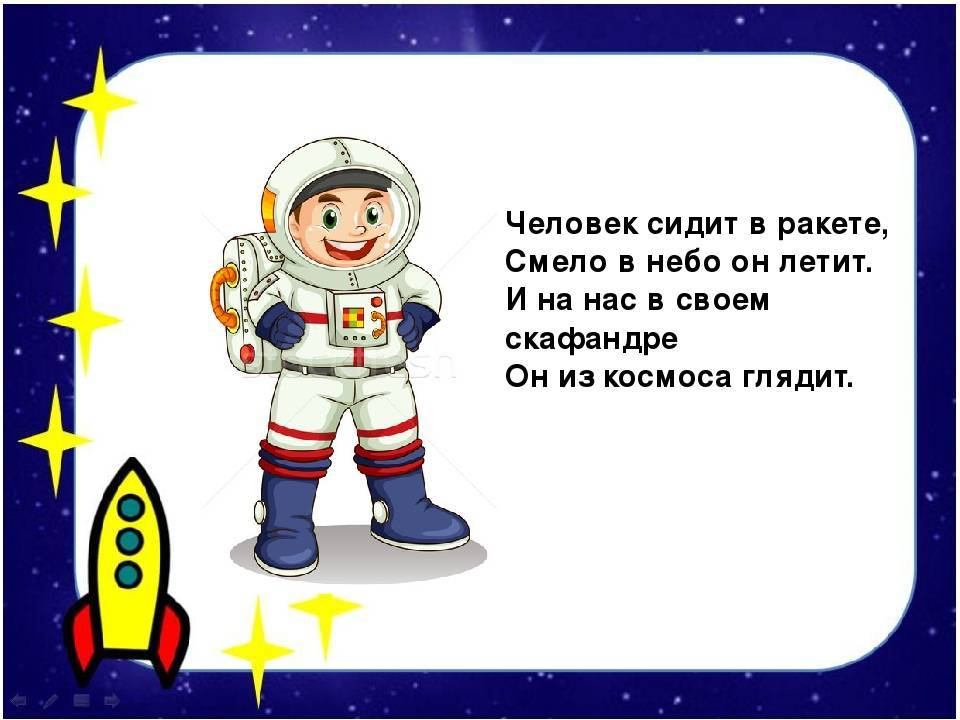 Человек сидит в ракете,
Смело в небо он летит.
И на нас в своем
скафандре
Он из космоса глядит.